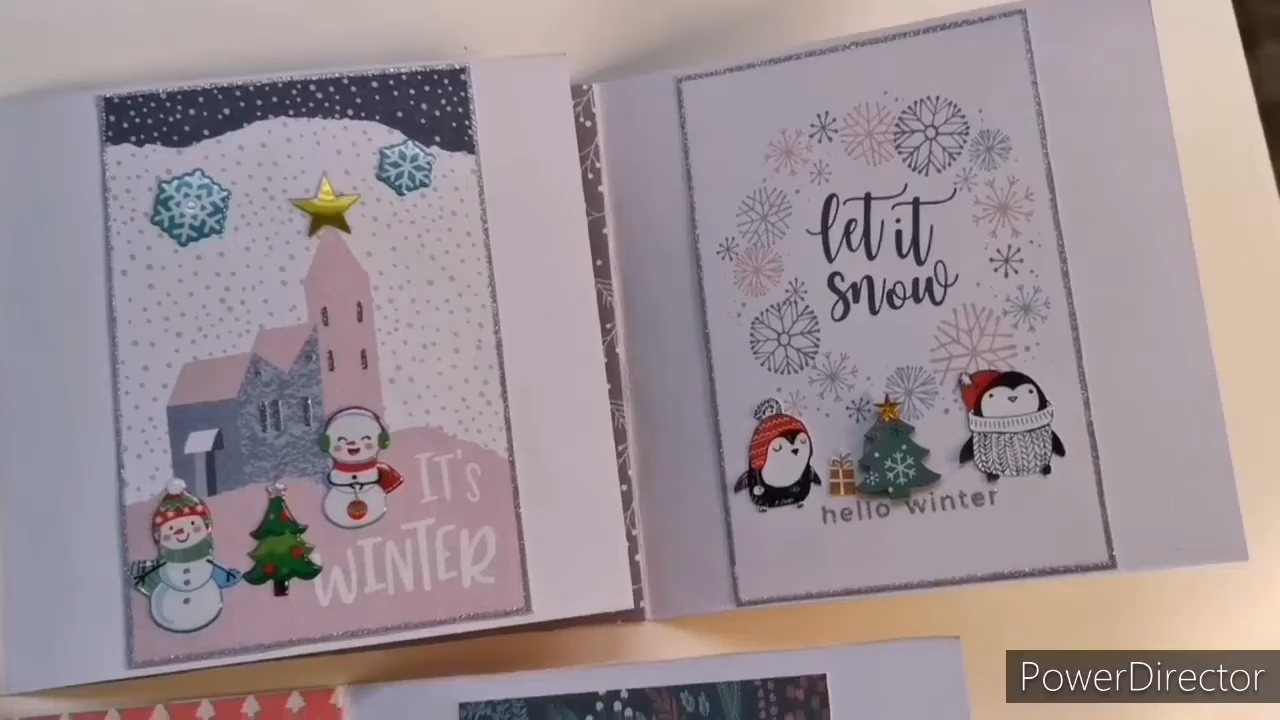 IT'S
WINTER
let it
snow
hello winter
PowerDirector